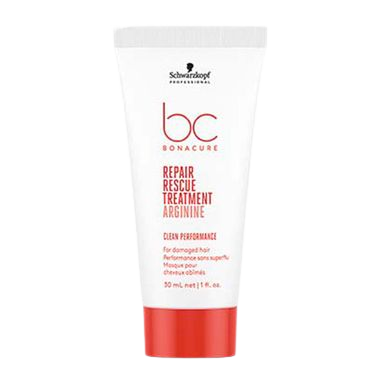 Schwarzkopf
PROFESSIONAL
bc
BONACURE
REPAIR
RESCUE
TREATMENT
ARGININE
CLEAN PERFORMANCE
For damaged hair
Performance sans superflu
Masque pour
cheveux abîmés
30 mL net | 1 fl. oz.